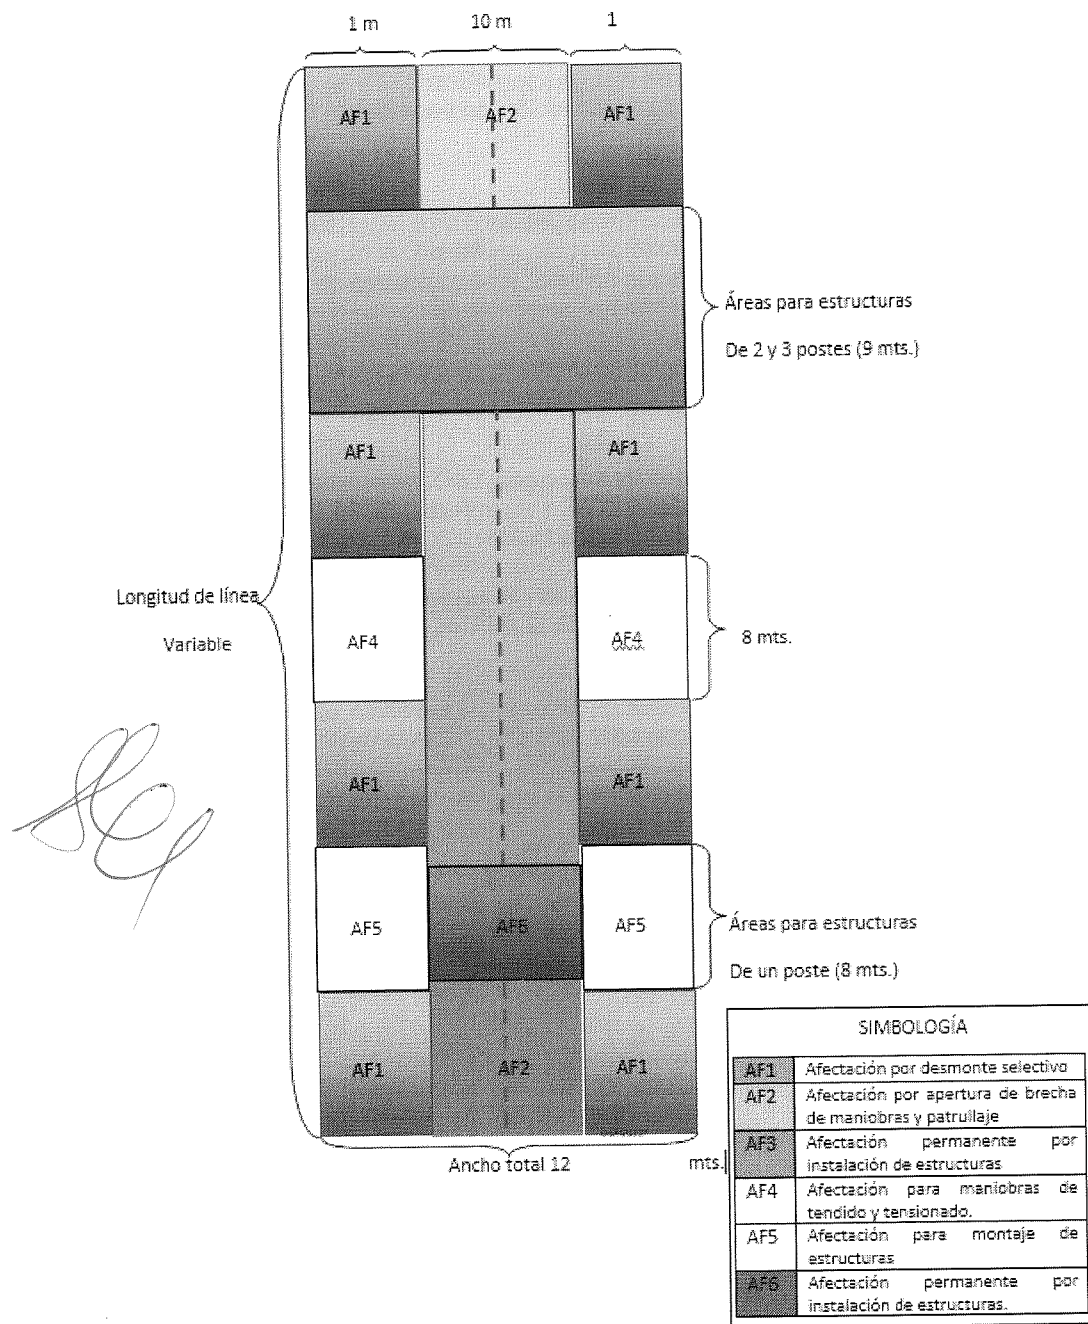 1 m 10 m 1
AF1 AF2 AF1
Áreas para estructuras
De 2 y 3 postes (9 mts.)
AF1 AF1
Longitud de línea
Variable
AF4 AF4 8 mts.
AF1 AF1
AF5 AF6 AF5
Áreas para estructuras
De un poste (8 mts.)
AF1 AF2 AF1
Ancho total 12 mts.
SIMBOLOGÍA
AF1 Afectación por desmonte selectivo
AF2 Afectación por apertura de brecha
de maniobras y patrullaje
AF3 Afectación permanente por
instalación de estructuras
AF4 Afectación para maniobras de
tendido y tensionado.
AF5 Afectación para montaje de
estructuras
AF6 Afectación permanente por
instalación de estructuras.